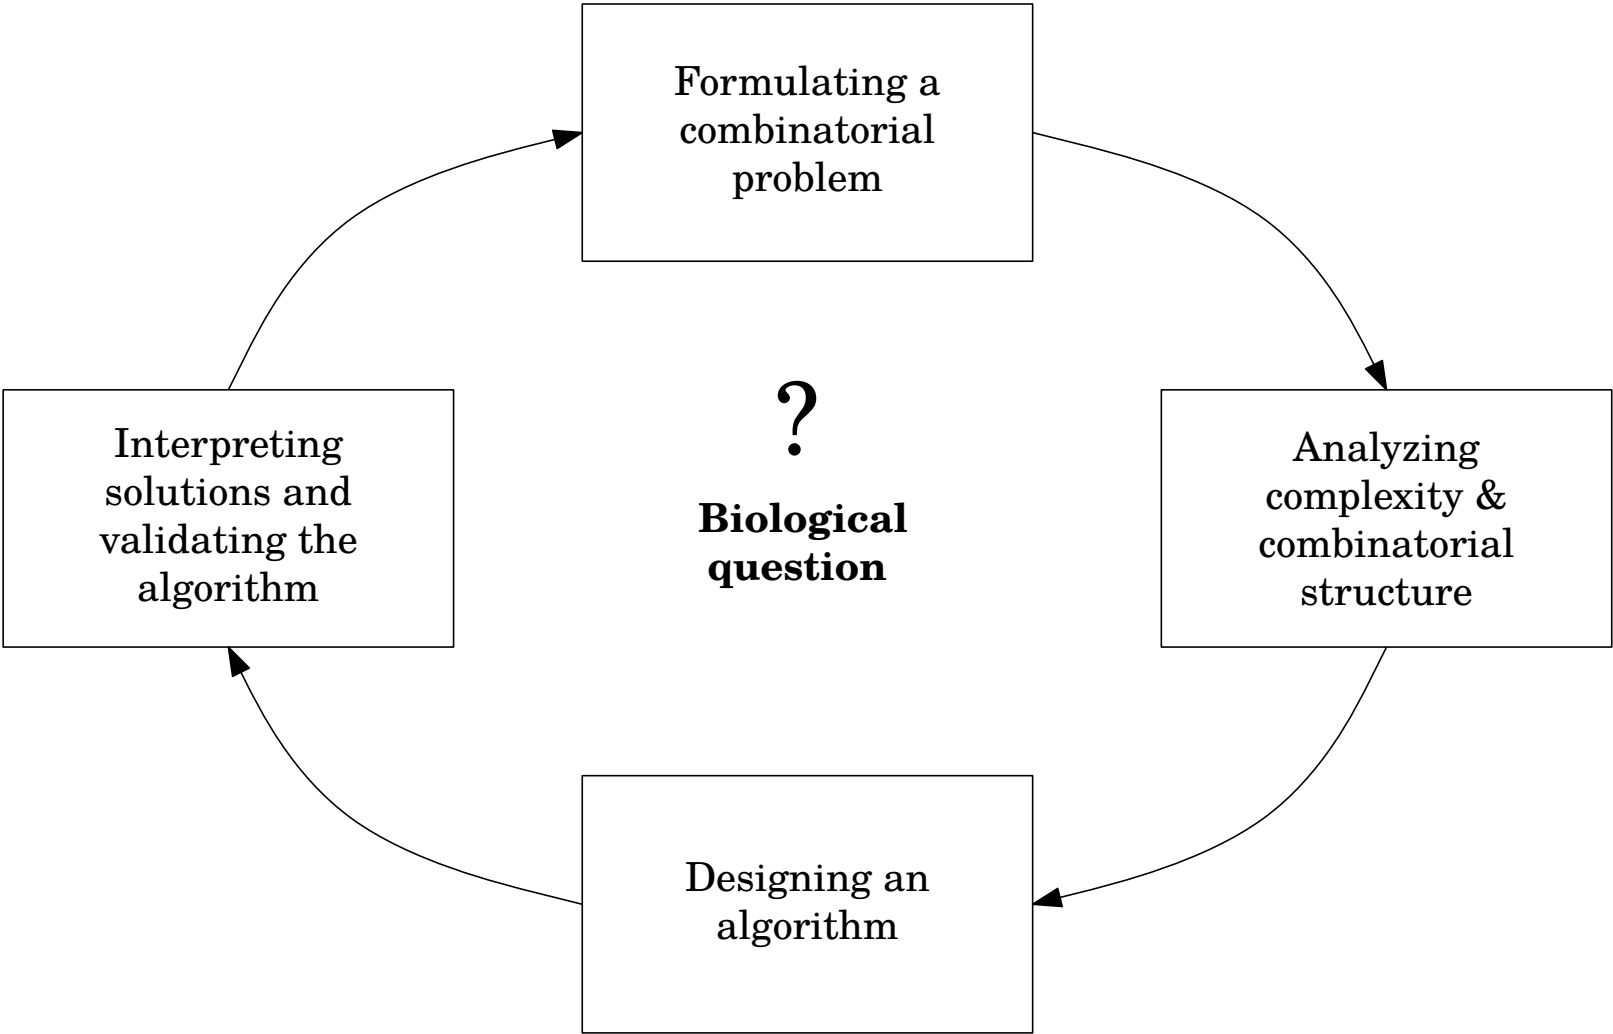 Formulating a
combinatorial
problem
Interpreting
solutions and
validating the
algorithm
?
Biological
question
Analyzing
complexity &
combinatorial
structure
Designing an
algorithm